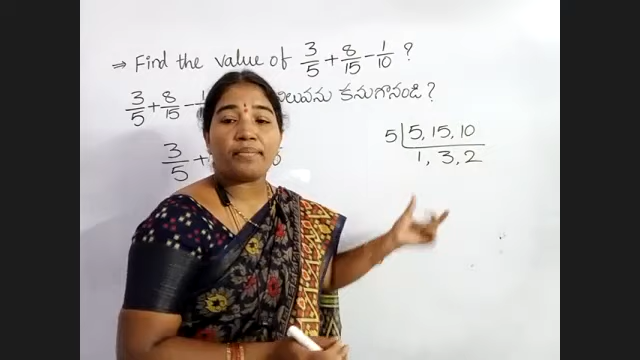 ⇒ Find the value of 3/5 + 8/15 - 1/10 ?
3/5 + 8/15 - విలువను కనుగొనండి ?
3/5 +
5 | 5, 15, 10
1, 3, 2